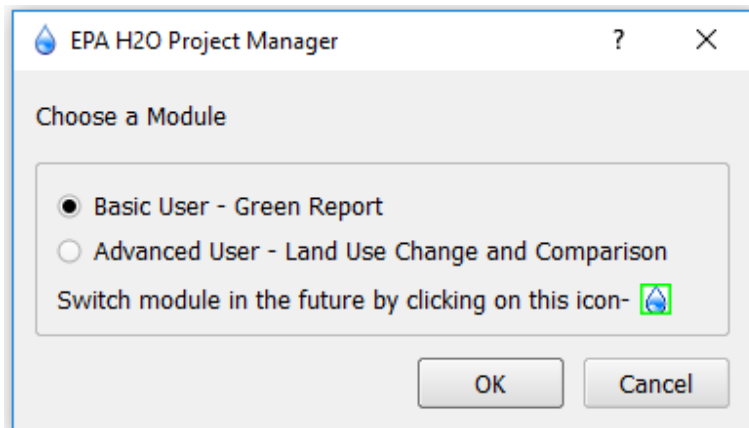 EPA H2O Project Manager
Choose a Module
Basic User - Green Report
Advanced User - Land Use Change and Comparison
Switch module in the future by clicking on this icon-
OK Cancel